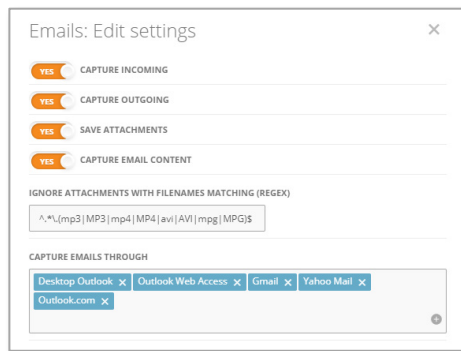 Emails: Edit settings ×
YES CAPTURE INCOMING
YES CAPTURE OUTGOING
YES SAVE ATTACHMENTS
YES CAPTURE EMAIL CONTENT
IGNORE ATTACHMENTS WITH FILENAMES MATCHING (REGEX)
^.*\.(mp3|MP3|mp4|MP4|avi|AVI|mpg|MPG)$
CAPTURE EMAILS THROUGH
Desktop Outlook × Outlook Web Access × Gmail × Yahoo Mail ×
Outlook.com ×